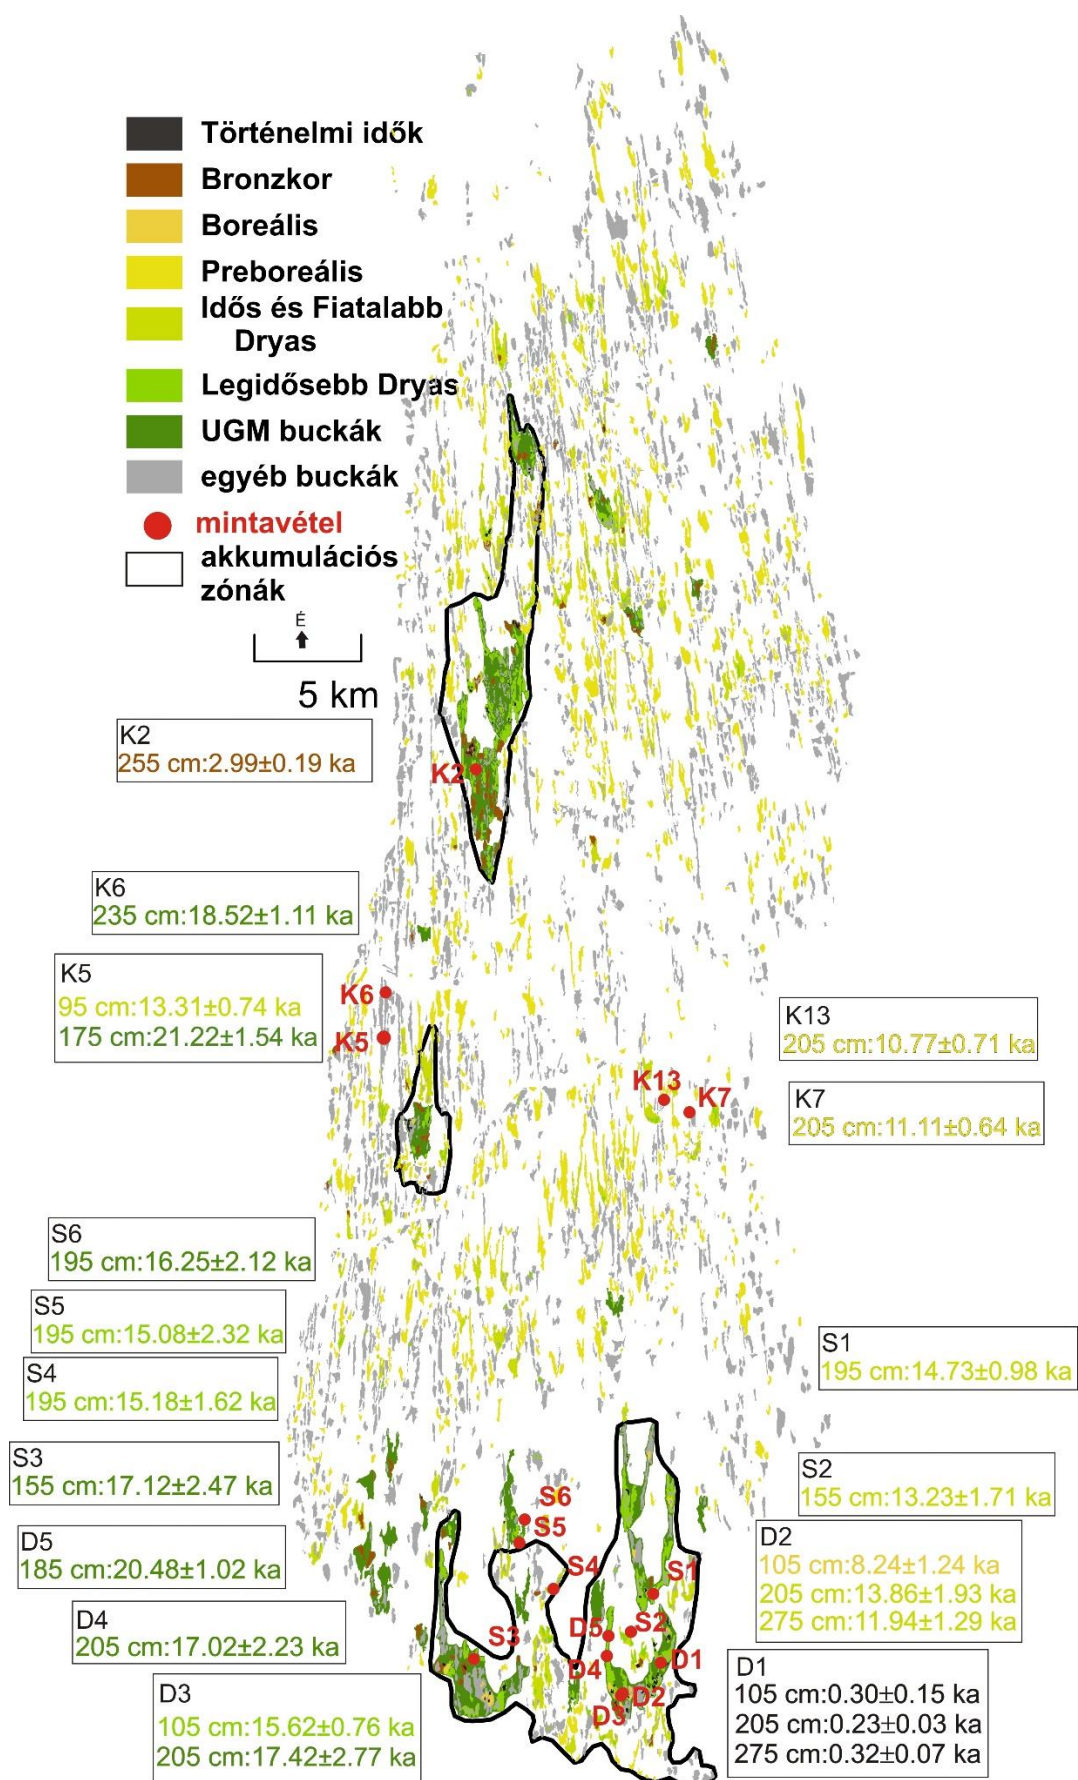 Történelmi idők
Bronzkor
Boreális
Preboreális
Idős és Fiatalabb
Dryas
Legidősebb Dryas
UGM buckák
egyéb buckák
mintavétel
akkumulációs
zónák
É
5 km
K2
255 cm:2.99±0.19 ka
K2
K6
235 cm:18.52±1.11 ka
K5
95 cm:13.31±0.74 ka
175 cm:21.22±1.54 ka
K6
K5
K13
205 cm:10.77±0.71 ka
K13
K7
K7
205 cm:11.11±0.64 ka
S6
195 cm:16.25±2.12 ka
S5
195 cm:15.08±2.32 ka
S4
195 cm:15.18±1.62 ka
S1
195 cm:14.73±0.98 ka
S3
155 cm:17.12±2.47 ka
S2
155 cm:13.23±1.71 ka
S6
S5
S4
S1
D5
185 cm:20.48±1.02 ka
D2
105 cm:8.24±1.24 ka
205 cm:13.86±1.93 ka
275 cm:11.94±1.29 ka
D5
S2
S3
D4
D1
D2
D3
D4
205 cm:17.02±2.23 ka
D1
105 cm:0.30±0.15 ka
205 cm:0.23±0.03 ka
275 cm:0.32±0.07 ka
D3
105 cm:15.62±0.76 ka
205 cm:17.42±2.77 ka